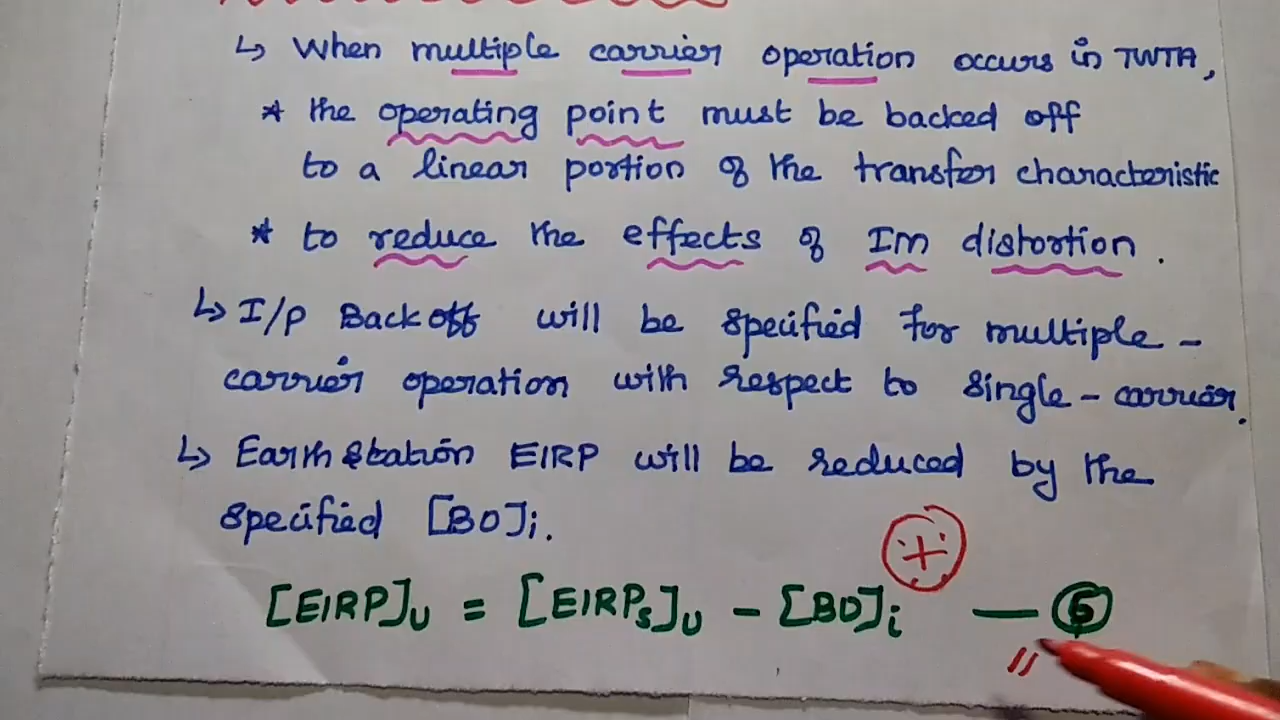 ↳ When multiple carrier operation occurs in TWTA,
* the operating point must be backed off
to a linear portion of the transfer characteristic
* to reduce the effects of IM distortion.
↳ I/P Back off will be specified for multiple -
carrier operation with respect to single - carrier.
↳ Earth Station EIRP will be reduced by the
specified [BO]i.
[EIRP]U = [EIRPS]U - [BO]i — 5